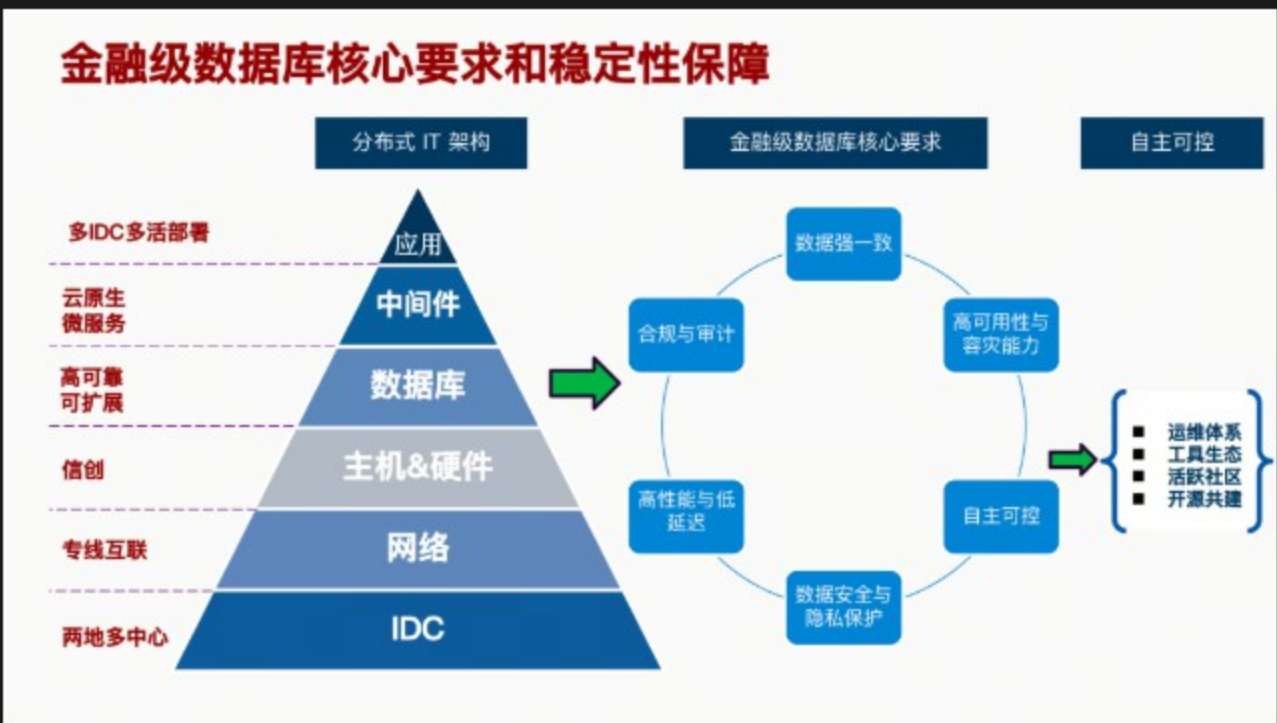 金融级数据库核心要求和稳定性保障
分布式 IT 架构
金融级数据库核心要求
自主可控
多IDC多活部署
应用
云原生
微服务
中间件
高可靠
可扩展
数据库
信创
主机&硬件
专线互联
网络
两地多中心
IDC
数据强一致
高可用性与
容灾能力
自主可控
数据安全与
隐私保护
高性能与低
延迟
合规与审计
■ 运维体系
■ 工具生态
■ 活跃社区
■ 开源共建